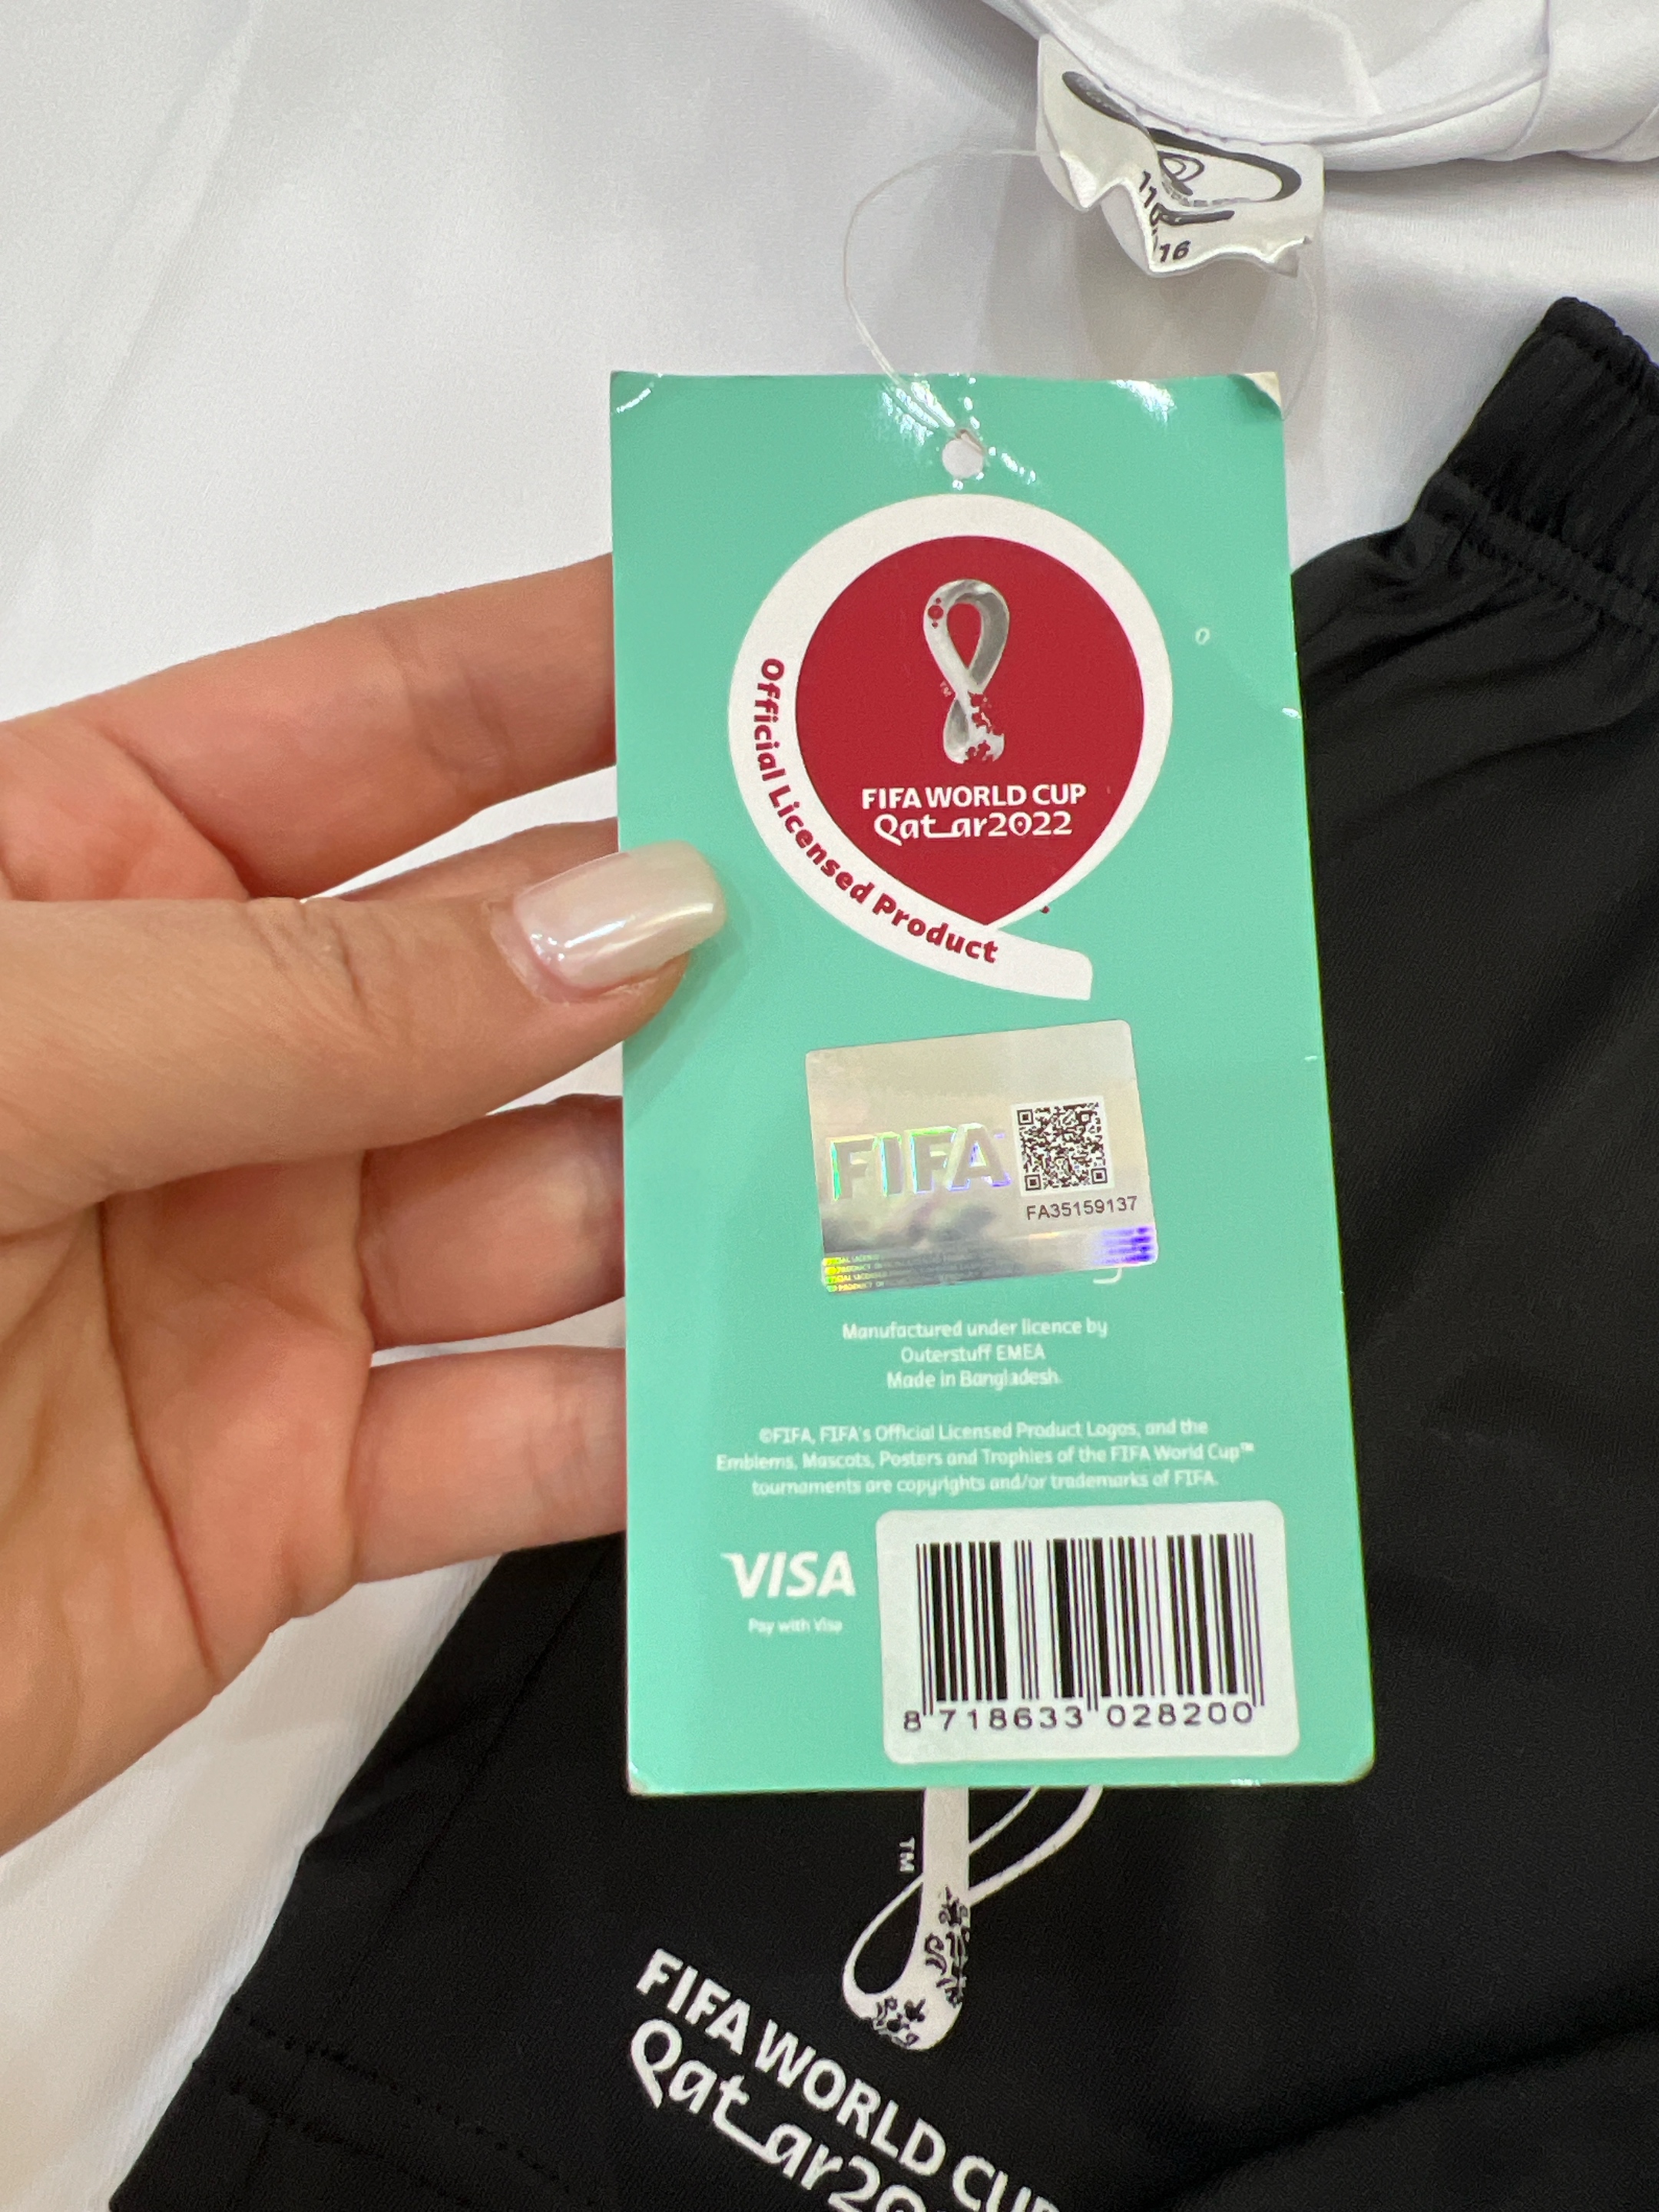 116
Official Licensed Product
TM
FIFA WORLD CUP
Qatar2022
FIFA
FA35159137
Manufactured under licence by
Outerstuff EMEA
Made in Bangladesh.
©FIFA, FIFA's Official Licensed Product Logos, and the
Emblems, Mascots, Posters and Trophies of the FIFA World Cup™
tournaments are copyrights and/or trademarks of FIFA.
VISA
Pay with Visa
8 718633 028200
TM
FIFA WORLD CUP
Qatar20